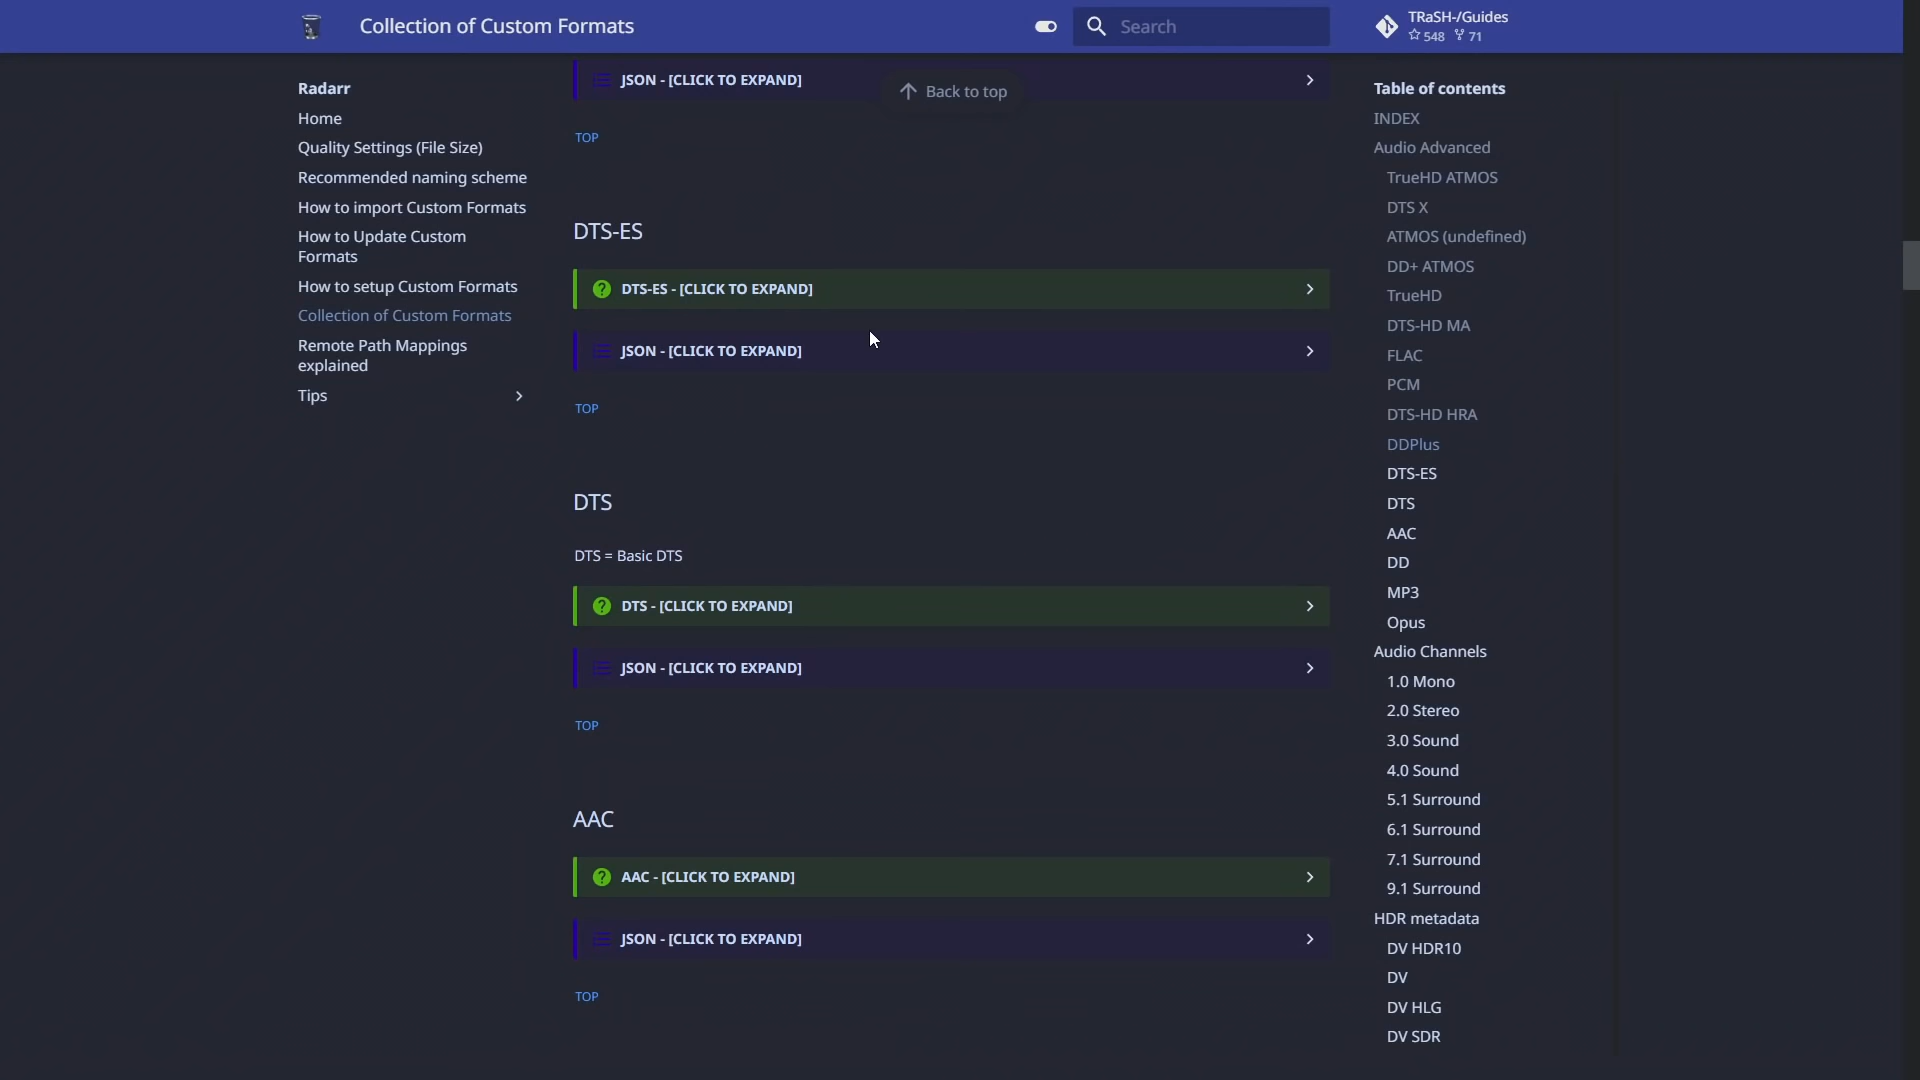 Collection of Custom Formats
Search
TRaSH-/Guides
548 71
Radarr
Home
Quality Settings (File Size)
Recommended naming scheme
How to import Custom Formats
How to Update Custom
Formats
How to setup Custom Formats
Collection of Custom Formats
Remote Path Mappings
explained
Tips
JSON - [CLICK TO EXPAND]
Back to top
TOP
DTS-ES
DTS-ES - [CLICK TO EXPAND]
JSON - [CLICK TO EXPAND]
TOP
DTS
DTS = Basic DTS
DTS - [CLICK TO EXPAND]
JSON - [CLICK TO EXPAND]
TOP
AAC
AAC - [CLICK TO EXPAND]
JSON - [CLICK TO EXPAND]
TOP
Table of contents
INDEX
Audio Advanced
TrueHD ATMOS
DTS X
ATMOS (undefined)
DD+ ATMOS
TrueHD
DTS-HD MA
FLAC
PCM
DTS-HD HRA
DDPlus
DTS-ES
DTS
AAC
DD
MP3
Opus
Audio Channels
1.0 Mono
2.0 Stereo
3.0 Sound
4.0 Sound
5.1 Surround
6.1 Surround
7.1 Surround
9.1 Surround
HDR metadata
DV HDR10
DV
DV HLG
DV SDR